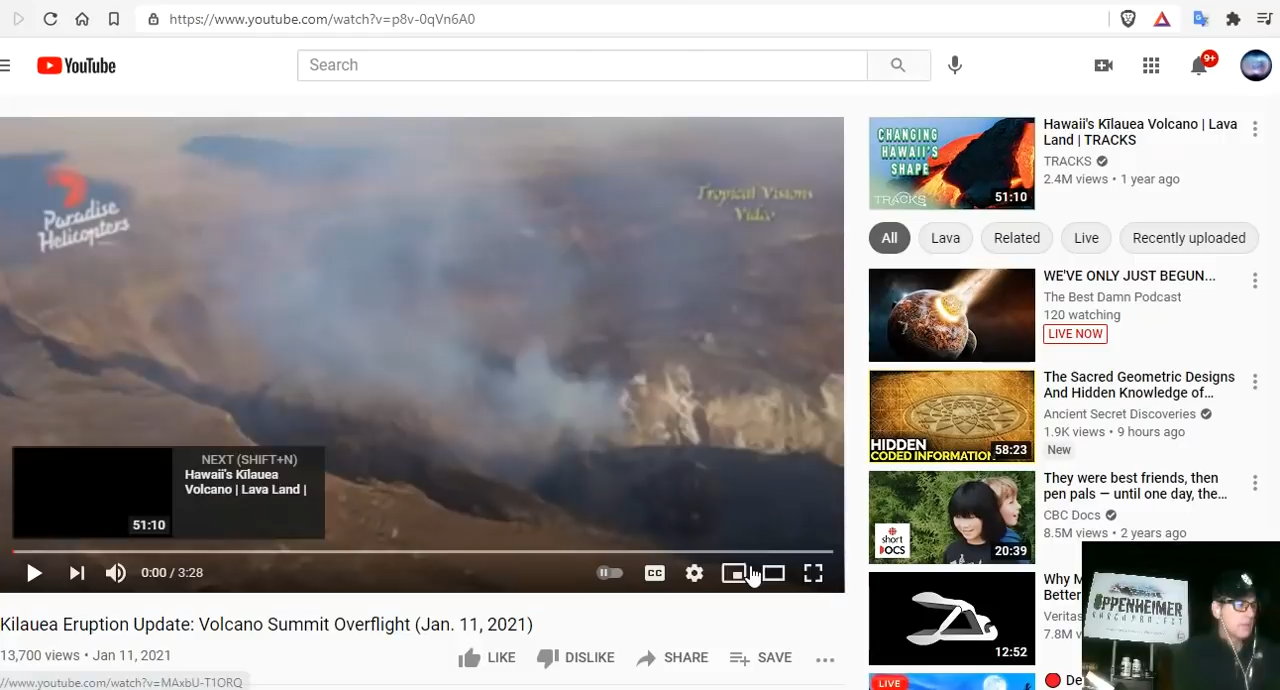 https://www.youtube.com/watch?v=p8v-0qVn6A0
YouTube
Search
9+
Paradise
Helicopters
Tropical Visions
Video
NEXT (SHIFT+N)
Hawaii's Kīlauea
Volcano | Lava Land |
51:10
0:00 / 3:28
CC
Kilauea Eruption Update: Volcano Summit Overflight (Jan. 11, 2021)
13,700 views • Jan 11, 2021
LIKE
DISLIKE
SHARE
SAVE
//www.youtube.com/watch?v=MAxbU-T1ORQ
CHANGING
HAWAII'S
SHAPE
TRACKS
51:10
Hawaii's Kīlauea Volcano | Lava
Land | TRACKS
TRACKS
2.4M views • 1 year ago
All
Lava
Related
Live
Recently uploaded
WE'VE ONLY JUST BEGUN...
The Best Damn Podcast
120 watching
LIVE NOW
HIDDEN
CODED INFORMATION
58:23
The Sacred Geometric Designs
And Hidden Knowledge of...
Ancient Secret Discoveries
1.9K views • 9 hours ago
New
short
DOCS
20:39
They were best friends, then
pen pals — until one day, the...
CBC Docs
8.5M views • 2 years ago
12:52
Why M
Better
Veritas
7.8M v
LIVE
De
OPPENHEIMER